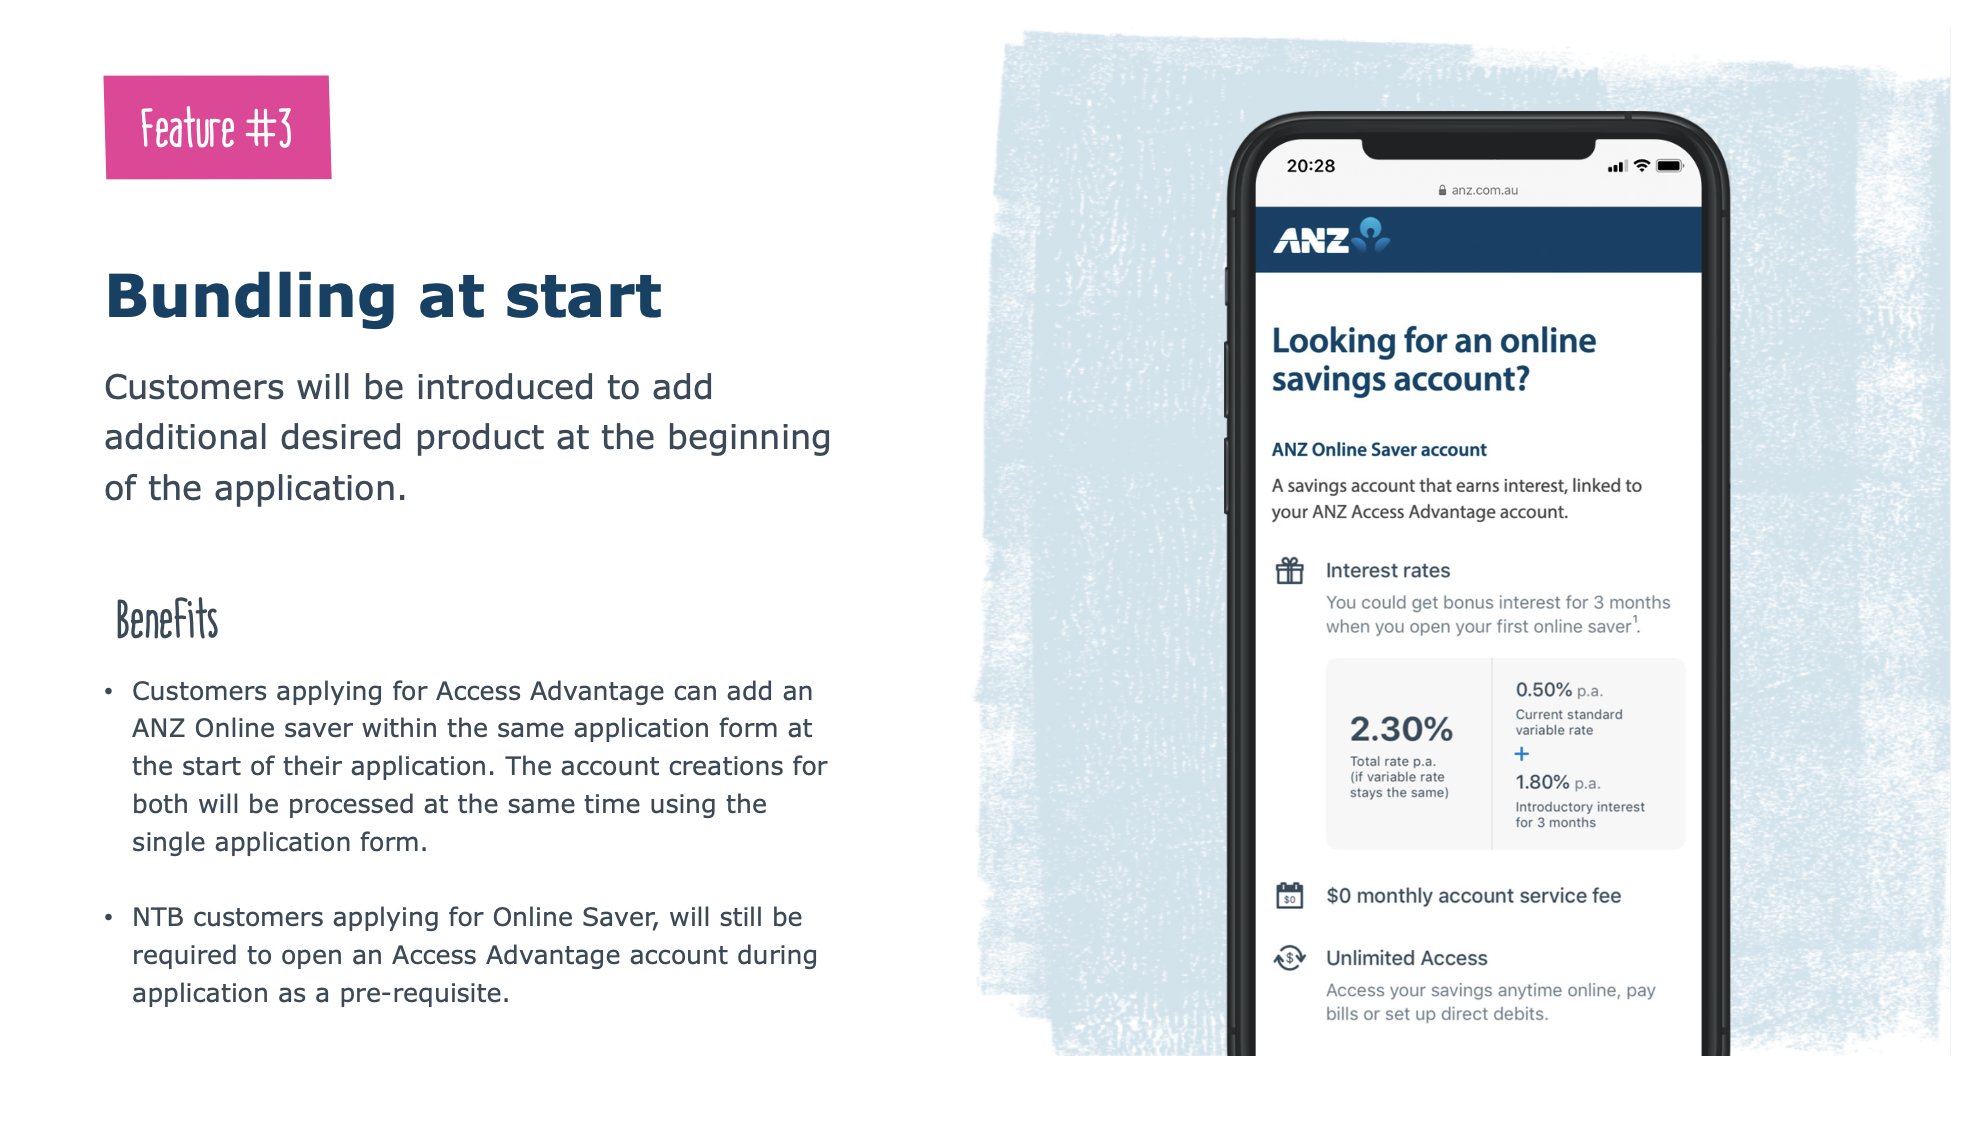 Feature #3
Bundling at start
Customers will be introduced to add
additional desired product at the beginning
of the application.
Benefits
• Customers applying for Access Advantage can add an
ANZ Online saver within the same application form at
the start of their application. The account creations for
both will be processed at the same time using the
single application form.
• NTB customers applying for Online Saver, will still be
required to open an Access Advantage account during
application as a pre-requisite.
20:28
anz.com.au
ANZ
Looking for an online
savings account?
ANZ Online Saver account
A savings account that earns interest, linked to
your ANZ Access Advantage account.
Interest rates
You could get bonus interest for 3 months
when you open your first online saver¹.
2.30%
Total rate p.a.
(if variable rate
stays the same)
0.50% p.a.
Current standard
variable rate
+
1.80% p.a.
Introductory interest
for 3 months
$0
$0 monthly account service fee
$
Unlimited Access
Access your savings anytime online, pay
bills or set up direct debits.